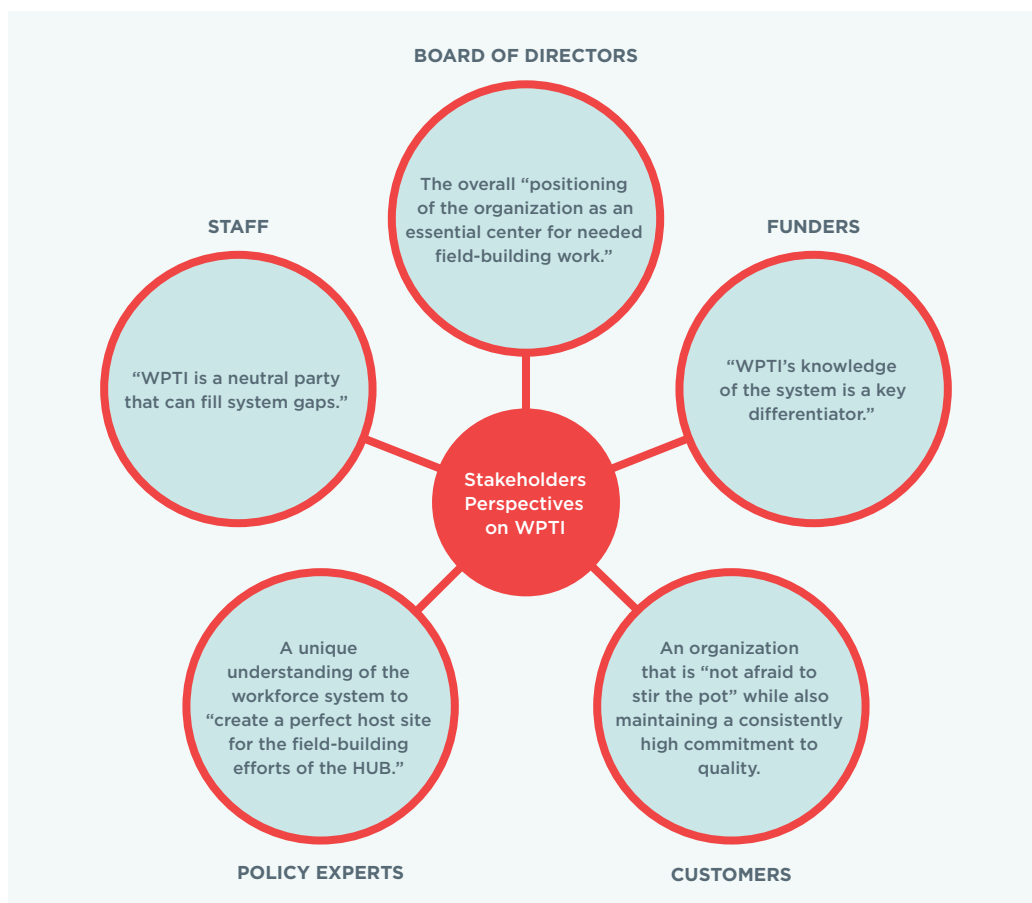 BOARD OF DIRECTORS
The overall “positioning
of the organization as an
essential center for needed
field-building work.”
STAFF
“WPTI is a neutral party
that can fill system gaps.”
FUNDERS
“WPTI’s knowledge
of the system is a key
differentiator.”
Stakeholders
Perspectives
on WPTI
A unique
understanding of the
workforce system to
“create a perfect host site
for the field-building
efforts of the HUB.”
POLICY EXPERTS
An organization
that is “not afraid to
stir the pot” while also
maintaining a consistently
high commitment to
quality.
CUSTOMERS